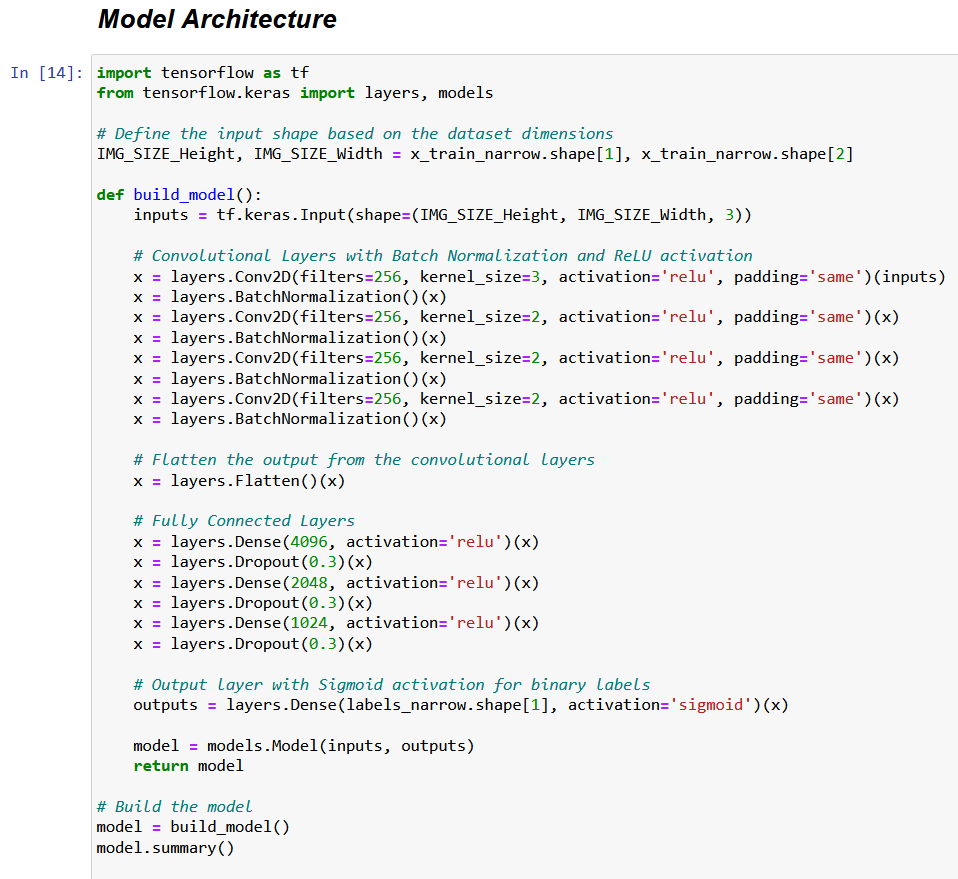 Model Architecture
In [14]:
import tensorflow as tf
from tensorflow.keras import layers, models

# Define the input shape based on the dataset dimensions
IMG_SIZE_Height, IMG_SIZE_Width = x_train_narrow.shape[1], x_train_narrow.shape[2]

def build_model():
    inputs = tf.keras.Input(shape=(IMG_SIZE_Height, IMG_SIZE_Width, 3))

    # Convolutional Layers with Batch Normalization and ReLU activation
    x = layers.Conv2D(filters=256, kernel_size=3, activation='relu', padding='same')(inputs)
    x = layers.BatchNormalization()(x)
    x = layers.Conv2D(filters=256, kernel_size=2, activation='relu', padding='same')(x)
    x = layers.BatchNormalization()(x)
    x = layers.Conv2D(filters=256, kernel_size=2, activation='relu', padding='same')(x)
    x = layers.BatchNormalization()(x)
    x = layers.Conv2D(filters=256, kernel_size=2, activation='relu', padding='same')(x)
    x = layers.BatchNormalization()(x)

    # Flatten the output from the convolutional layers
    x = layers.Flatten()(x)

    # Fully Connected Layers
    x = layers.Dense(4096, activation='relu')(x)
    x = layers.Dropout(0.3)(x)
    x = layers.Dense(2048, activation='relu')(x)
    x = layers.Dropout(0.3)(x)
    x = layers.Dense(1024, activation='relu')(x)
    x = layers.Dropout(0.3)(x)

    # Output layer with Sigmoid activation for binary labels
    outputs = layers.Dense(labels_narrow.shape[1], activation='sigmoid')(x)

    model = models.Model(inputs, outputs)
    return model

# Build the model
model = build_model()
model.summary()